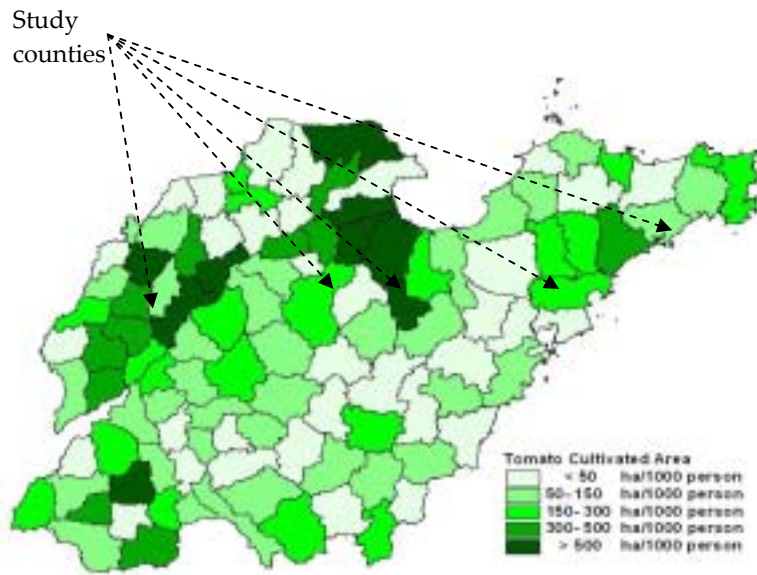 Study
counties
Tomato Cultivated Area
< 50 ha/1000 person
50-150 ha/1000 person
150-300 ha/1000 person
300-500 ha/1000 person
> 500 ha/1000 person